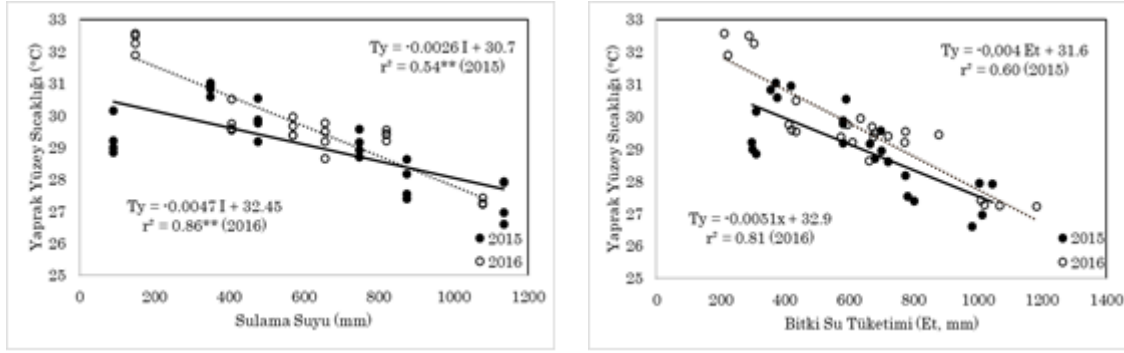 33
32
31
30
29
28
27
26
25
Yaprak Yüzey Sıcaklığı (°C)
Ty = -0.0026 I + 30.7
r² = 0.54** (2015)
Ty = -0.0047 I + 32.45
r² = 0.86** (2016)
2015
2016
0 200 400 600 800 1000 1200
Sulama Suyu (mm)
33
32
31
30
29
28
27
26
25
Yaprak Yüzey Sıcaklığı (°C)
Ty = -0.004 Et + 31.6
r² = 0.60 (2015)
Ty = -0.0051x + 32.9
r² = 0.81 (2016)
2015
2016
0 200 400 600 800 1000 1200 1400
Bitki Su Tüketimi (Et, mm)